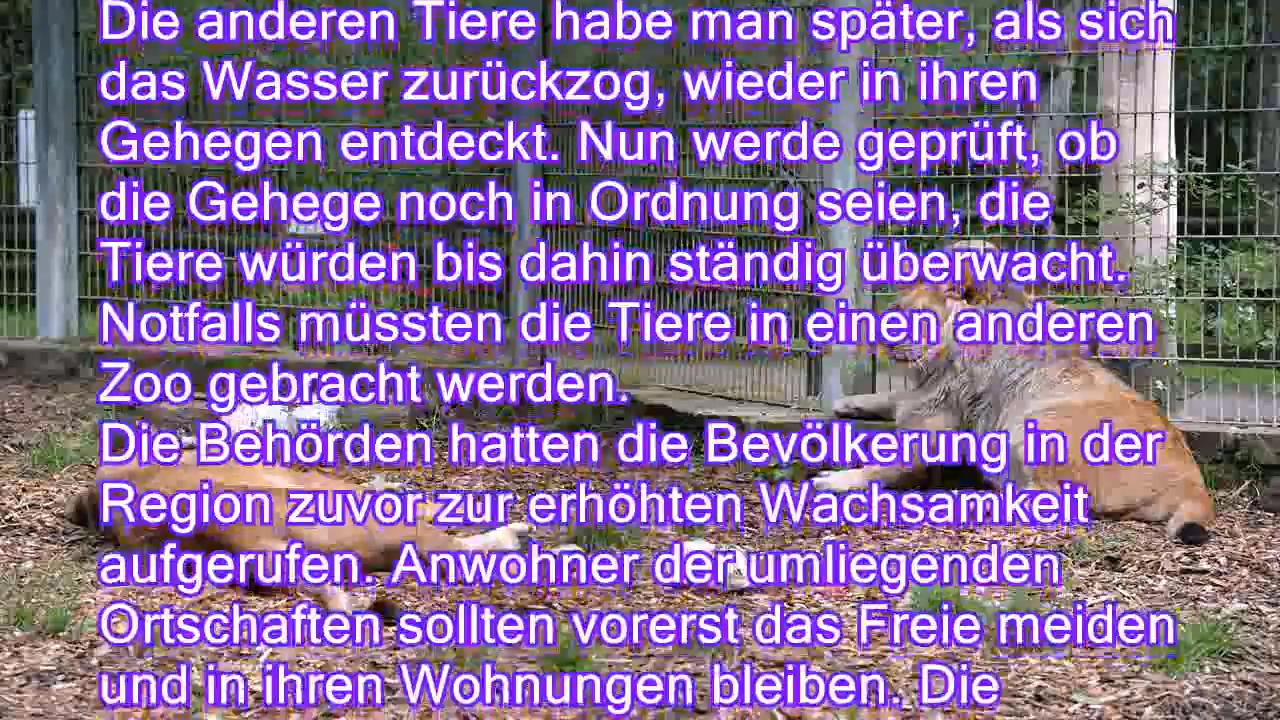 Die anderen Tiere habe man später, als sich
das Wasser zurückzog, wieder in ihren
Gehegen entdeckt. Nun werde geprüft, ob
die Gehege noch in Ordnung seien, die
Tiere würden bis dahin ständig überwacht.
Notfalls müssten die Tiere in einen anderen
Zoo gebracht werden.
Die Behörden hatten die Bevölkerung in der
Region zuvor zur erhöhten Wachsamkeit
aufgerufen. Anwohner der umliegenden
Ortschaften sollten vorerst das Freie meiden
und in ihren Wohnungen bleiben. Die